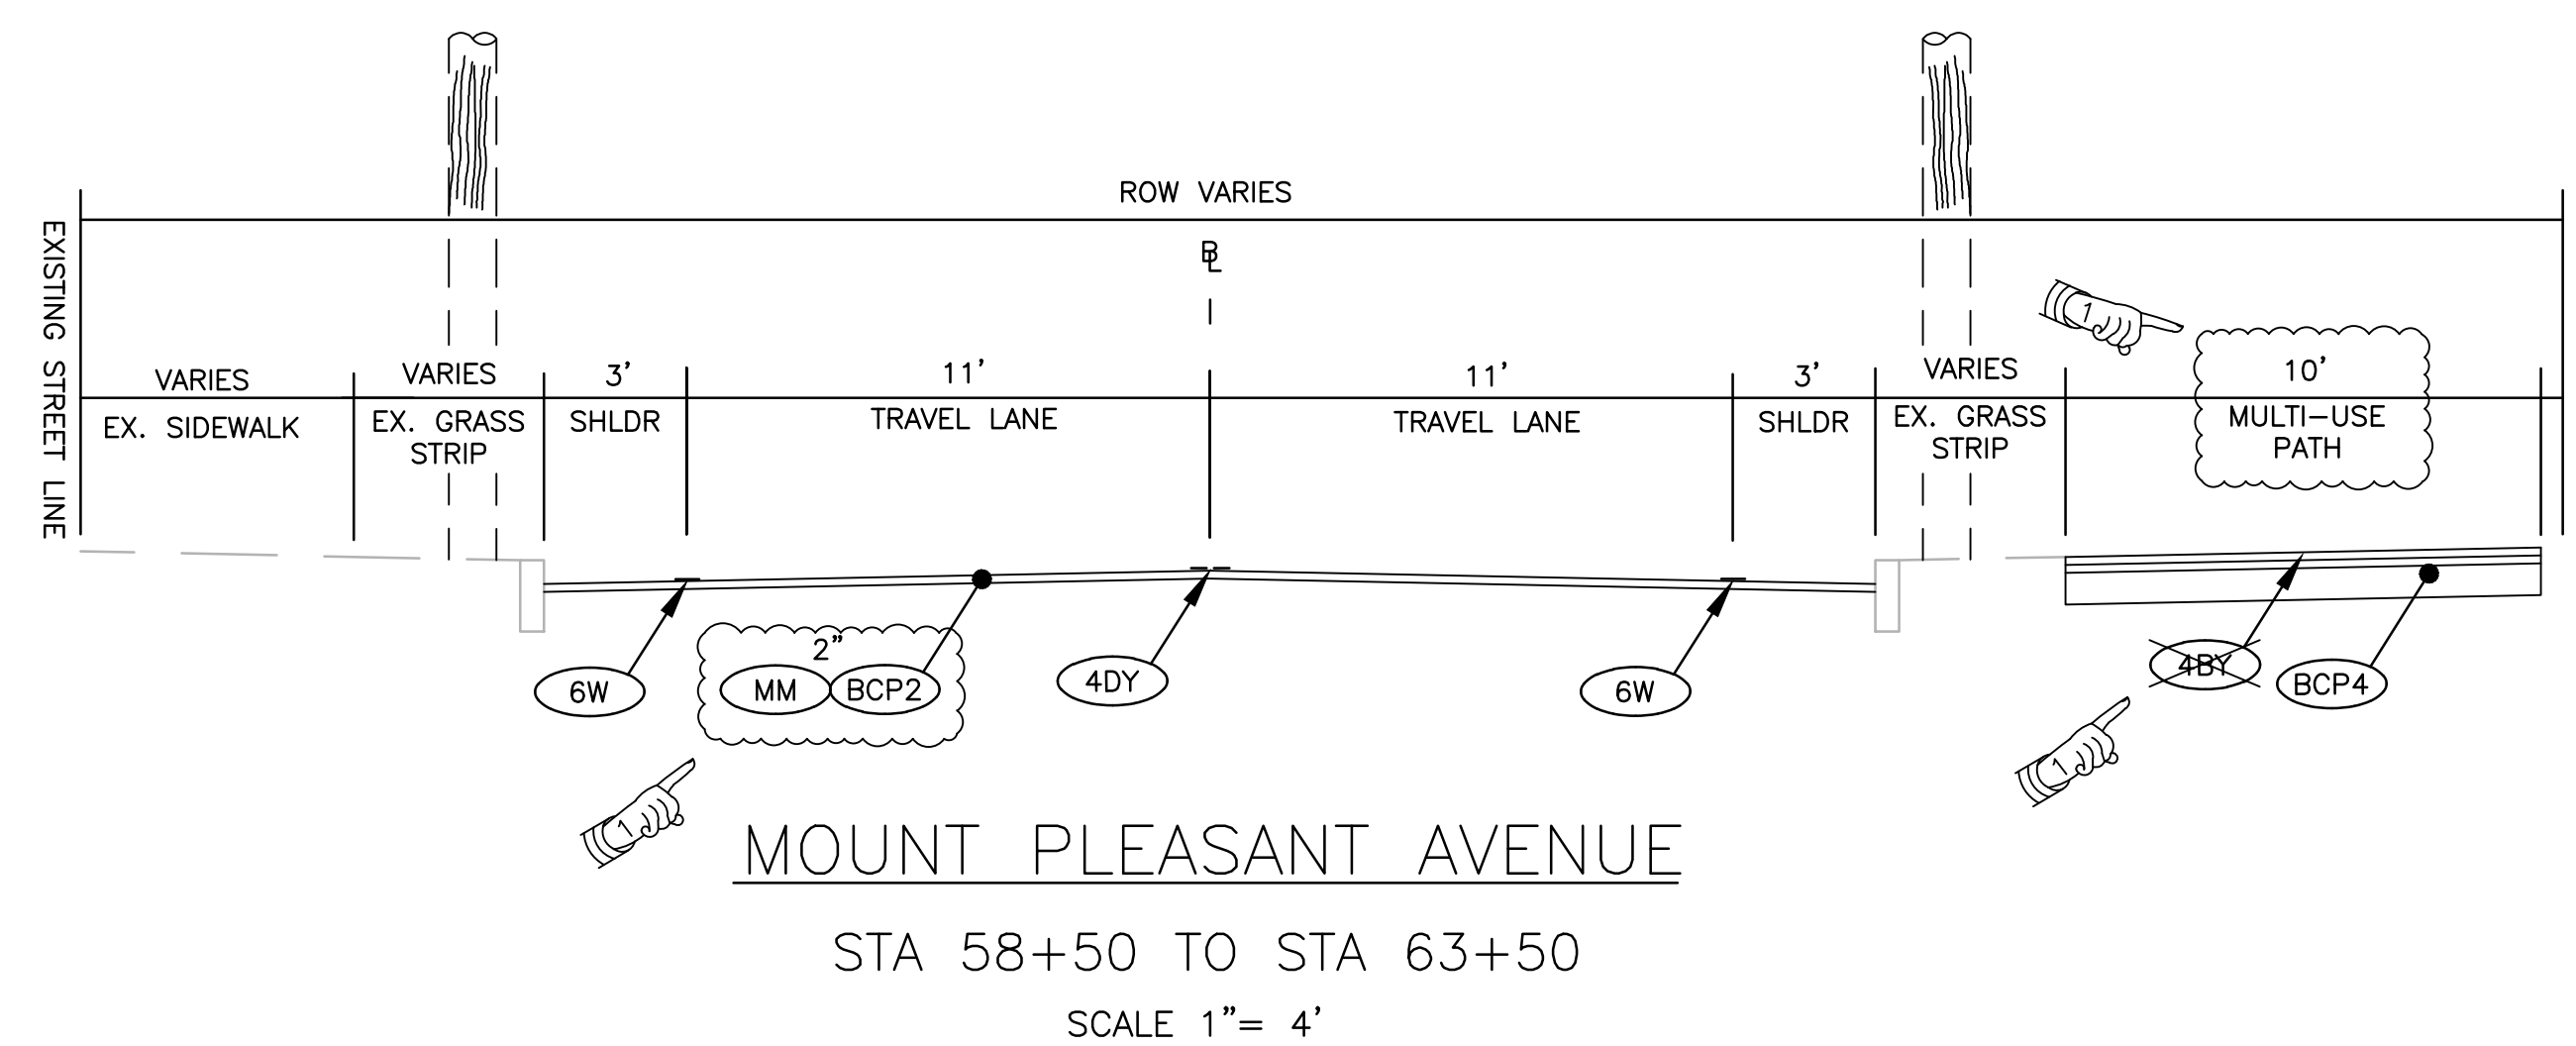 ROW VARIES
BL
EXISTING STREET LINE
1
VARIES
VARIES
3'
11'
11'
3'
VARIES
10'
EX. SIDEWALK
EX. GRASS
STRIP
SHLDR
TRAVEL LANE
TRAVEL LANE
SHLDR
EX. GRASS
STRIP
MULTI-USE
PATH
6W
2"
MM
BCP2
4DY
6W
4BY
BCP4
1
1
MOUNT PLEASANT AVENUE
STA 58+50 TO STA 63+50
SCALE 1"= 4'